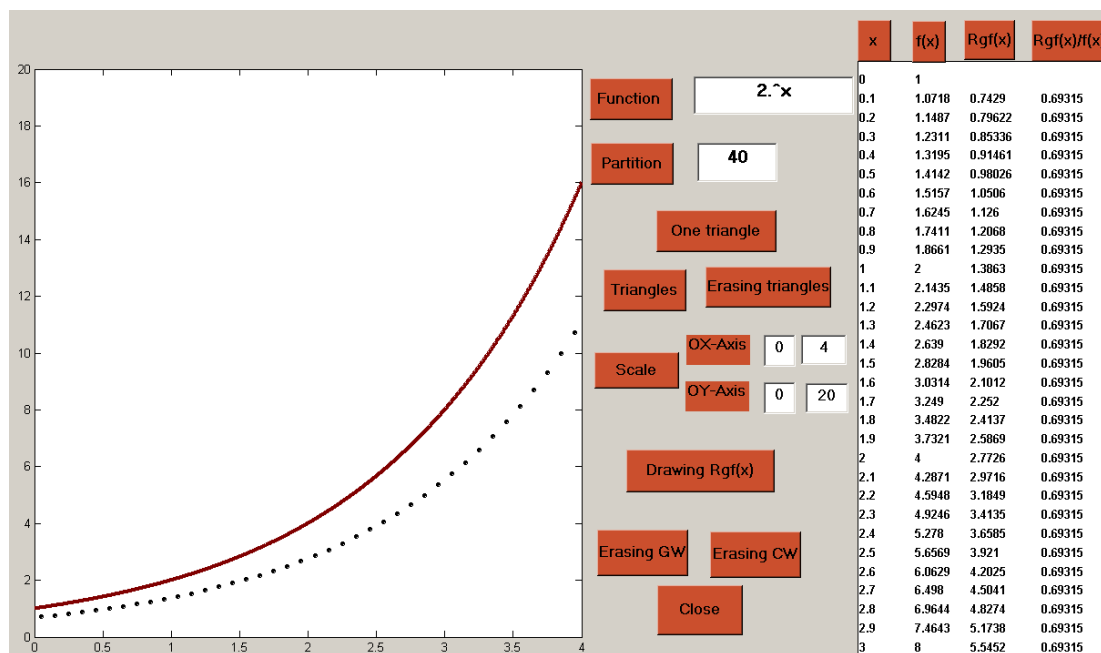 x f(x) Rgf(x) Rgf(x)/f(x
20
18
16
14
12
10
8
6
4
2
0
0 0.5 1 1.5 2 2.5 3 3.5 4
Function 2.^x
Partition 40
One triangle
Triangles Erasing triangles
Scale OX-Axis 0 4
OY-Axis 0 20
Drawing Rgf(x)
Erasing GW Erasing CW
Close
0 1
0.1 1.0718 0.7429 0.69315
0.2 1.1487 0.79622 0.69315
0.3 1.2311 0.85336 0.69315
0.4 1.3195 0.91461 0.69315
0.5 1.4142 0.98026 0.69315
0.6 1.5157 1.0506 0.69315
0.7 1.6245 1.126 0.69315
0.8 1.7411 1.2068 0.69315
0.9 1.8661 1.2935 0.69315
1 2 1.3863 0.69315
1.1 2.1435 1.4858 0.69315
1.2 2.2974 1.5924 0.69315
1.3 2.4623 1.7067 0.69315
1.4 2.639 1.8292 0.69315
1.5 2.8284 1.9605 0.69315
1.6 3.0314 2.1012 0.69315
1.7 3.249 2.252 0.69315
1.8 3.4822 2.4137 0.69315
1.9 3.7321 2.5869 0.69315
2 4 2.7726 0.69315
2.1 4.2871 2.9716 0.69315
2.2 4.5948 3.1849 0.69315
2.3 4.9246 3.4135 0.69315
2.4 5.278 3.6585 0.69315
2.5 5.6569 3.921 0.69315
2.6 6.0629 4.2025 0.69315
2.7 6.498 4.5041 0.69315
2.8 6.9644 4.8274 0.69315
2.9 7.4643 5.1738 0.69315
3 8 5.5452 0.69315